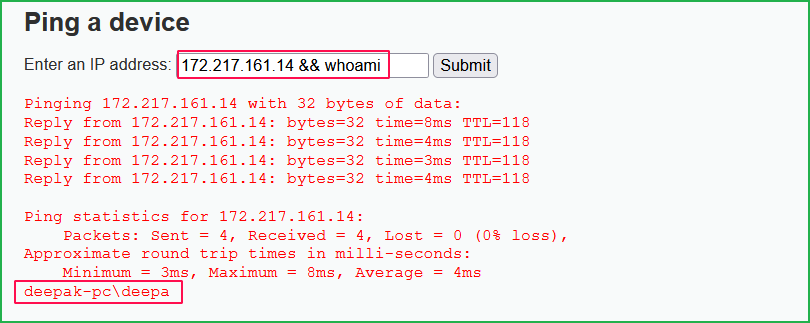 Ping a device
Enter an IP address: 172.217.161.14 && whoami Submit
Pinging 172.217.161.14 with 32 bytes of data:
Reply from 172.217.161.14: bytes=32 time=8ms TTL=118
Reply from 172.217.161.14: bytes=32 time=4ms TTL=118
Reply from 172.217.161.14: bytes=32 time=3ms TTL=118
Reply from 172.217.161.14: bytes=32 time=4ms TTL=118
Ping statistics for 172.217.161.14:
Packets: Sent = 4, Received = 4, Lost = 0 (0% loss),
Approximate round trip times in milli-seconds:
Minimum = 3ms, Maximum = 8ms, Average = 4ms
deepak-pc\deepa